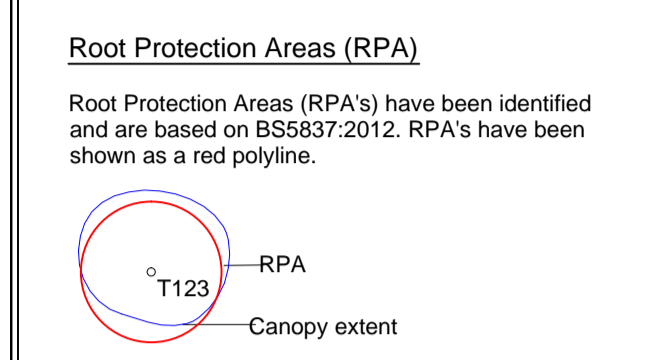 Root Protection Areas (RPA)
Root Protection Areas (RPA's) have been identified
and are based on BS5837:2012. RPA's have been
shown as a red polyline.
RPA
T123
Canopy extent